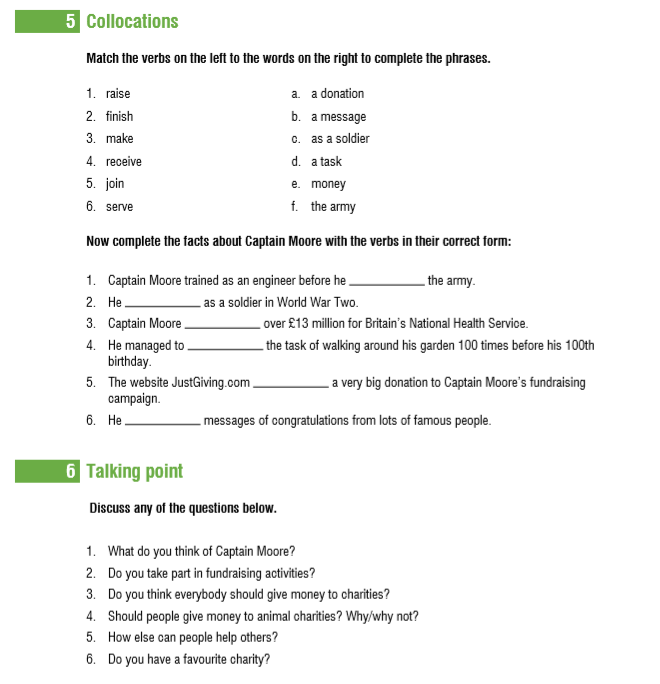 5 Collocations
Match the verbs on the left to the words on the right to complete the phrases.
1. raise a. a donation
2. finish b. a message
3. make c. as a soldier
4. receive d. a task
5. join e. money
6. serve f. the army
Now complete the facts about Captain Moore with the verbs in their correct form:
1. Captain Moore trained as an engineer before he ____________ the army.
2. He ____________ as a soldier in World War Two.
3. Captain Moore ____________ over £13 million for Britain's National Health Service.
4. He managed to ____________ the task of walking around his garden 100 times before his 100th
birthday.
5. The website JustGiving.com ____________ a very big donation to Captain Moore's fundraising
campaign.
6. He ____________ messages of congratulations from lots of famous people.
6 Talking point
Discuss any of the questions below.
1. What do you think of Captain Moore?
2. Do you take part in fundraising activities?
3. Do you think everybody should give money to charities?
4. Should people give money to animal charities? Why/why not?
5. How else can people help others?
6. Do you have a favourite charity?